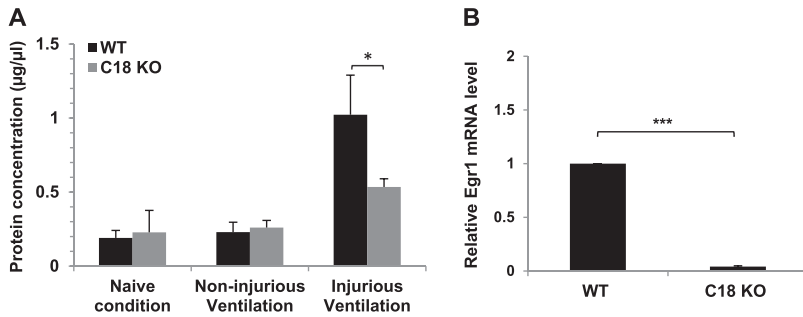 A
Protein concentration (µg/µl)
1.5
1
0.5
0
WT
C18 KO
*
Naive
condition
Non-injurious
Ventilation
Injurious
Ventilation
B
Relative Egr1 mRNA level
2
1.5
1
0.5
0
***
WT
C18 KO